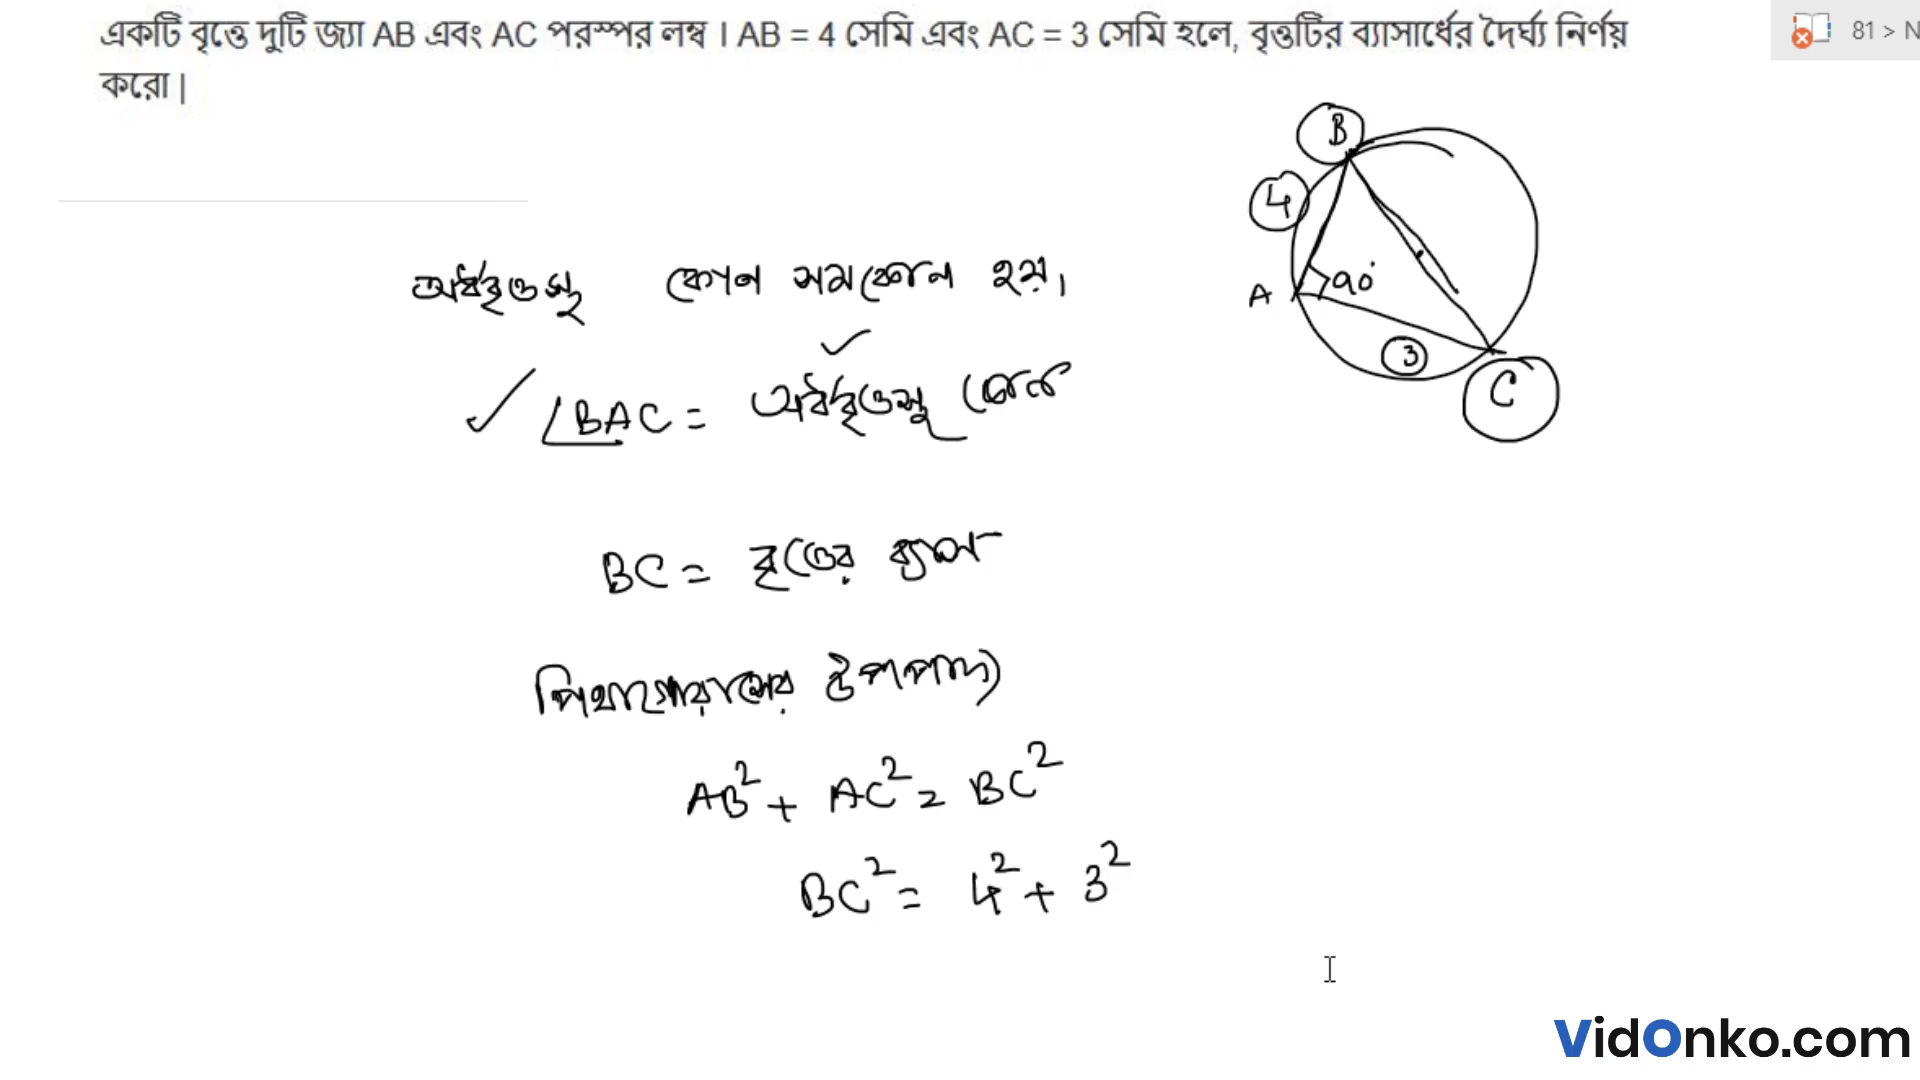 একটি বৃত্তে দুটি জ্যা AB এবং AC পরস্পর লম্ব । AB = 4 সেমি এবং AC = 3 সেমি হলে, বৃত্তটির ব্যাসার্ধের দৈর্ঘ্য নির্ণয়
করো |
81 > N
B
4
A
90°
3
C
অর্ধবৃত্তস্থ কোন সমকোন হয়।
∠BAC = অর্ধবৃত্তস্থ কোন
BC = বৃত্তের ব্যাস
পিথাগোরাসের উপপাদ্য
AB² + AC² = BC²
BC² = 4² + 3²
VidOnko.com